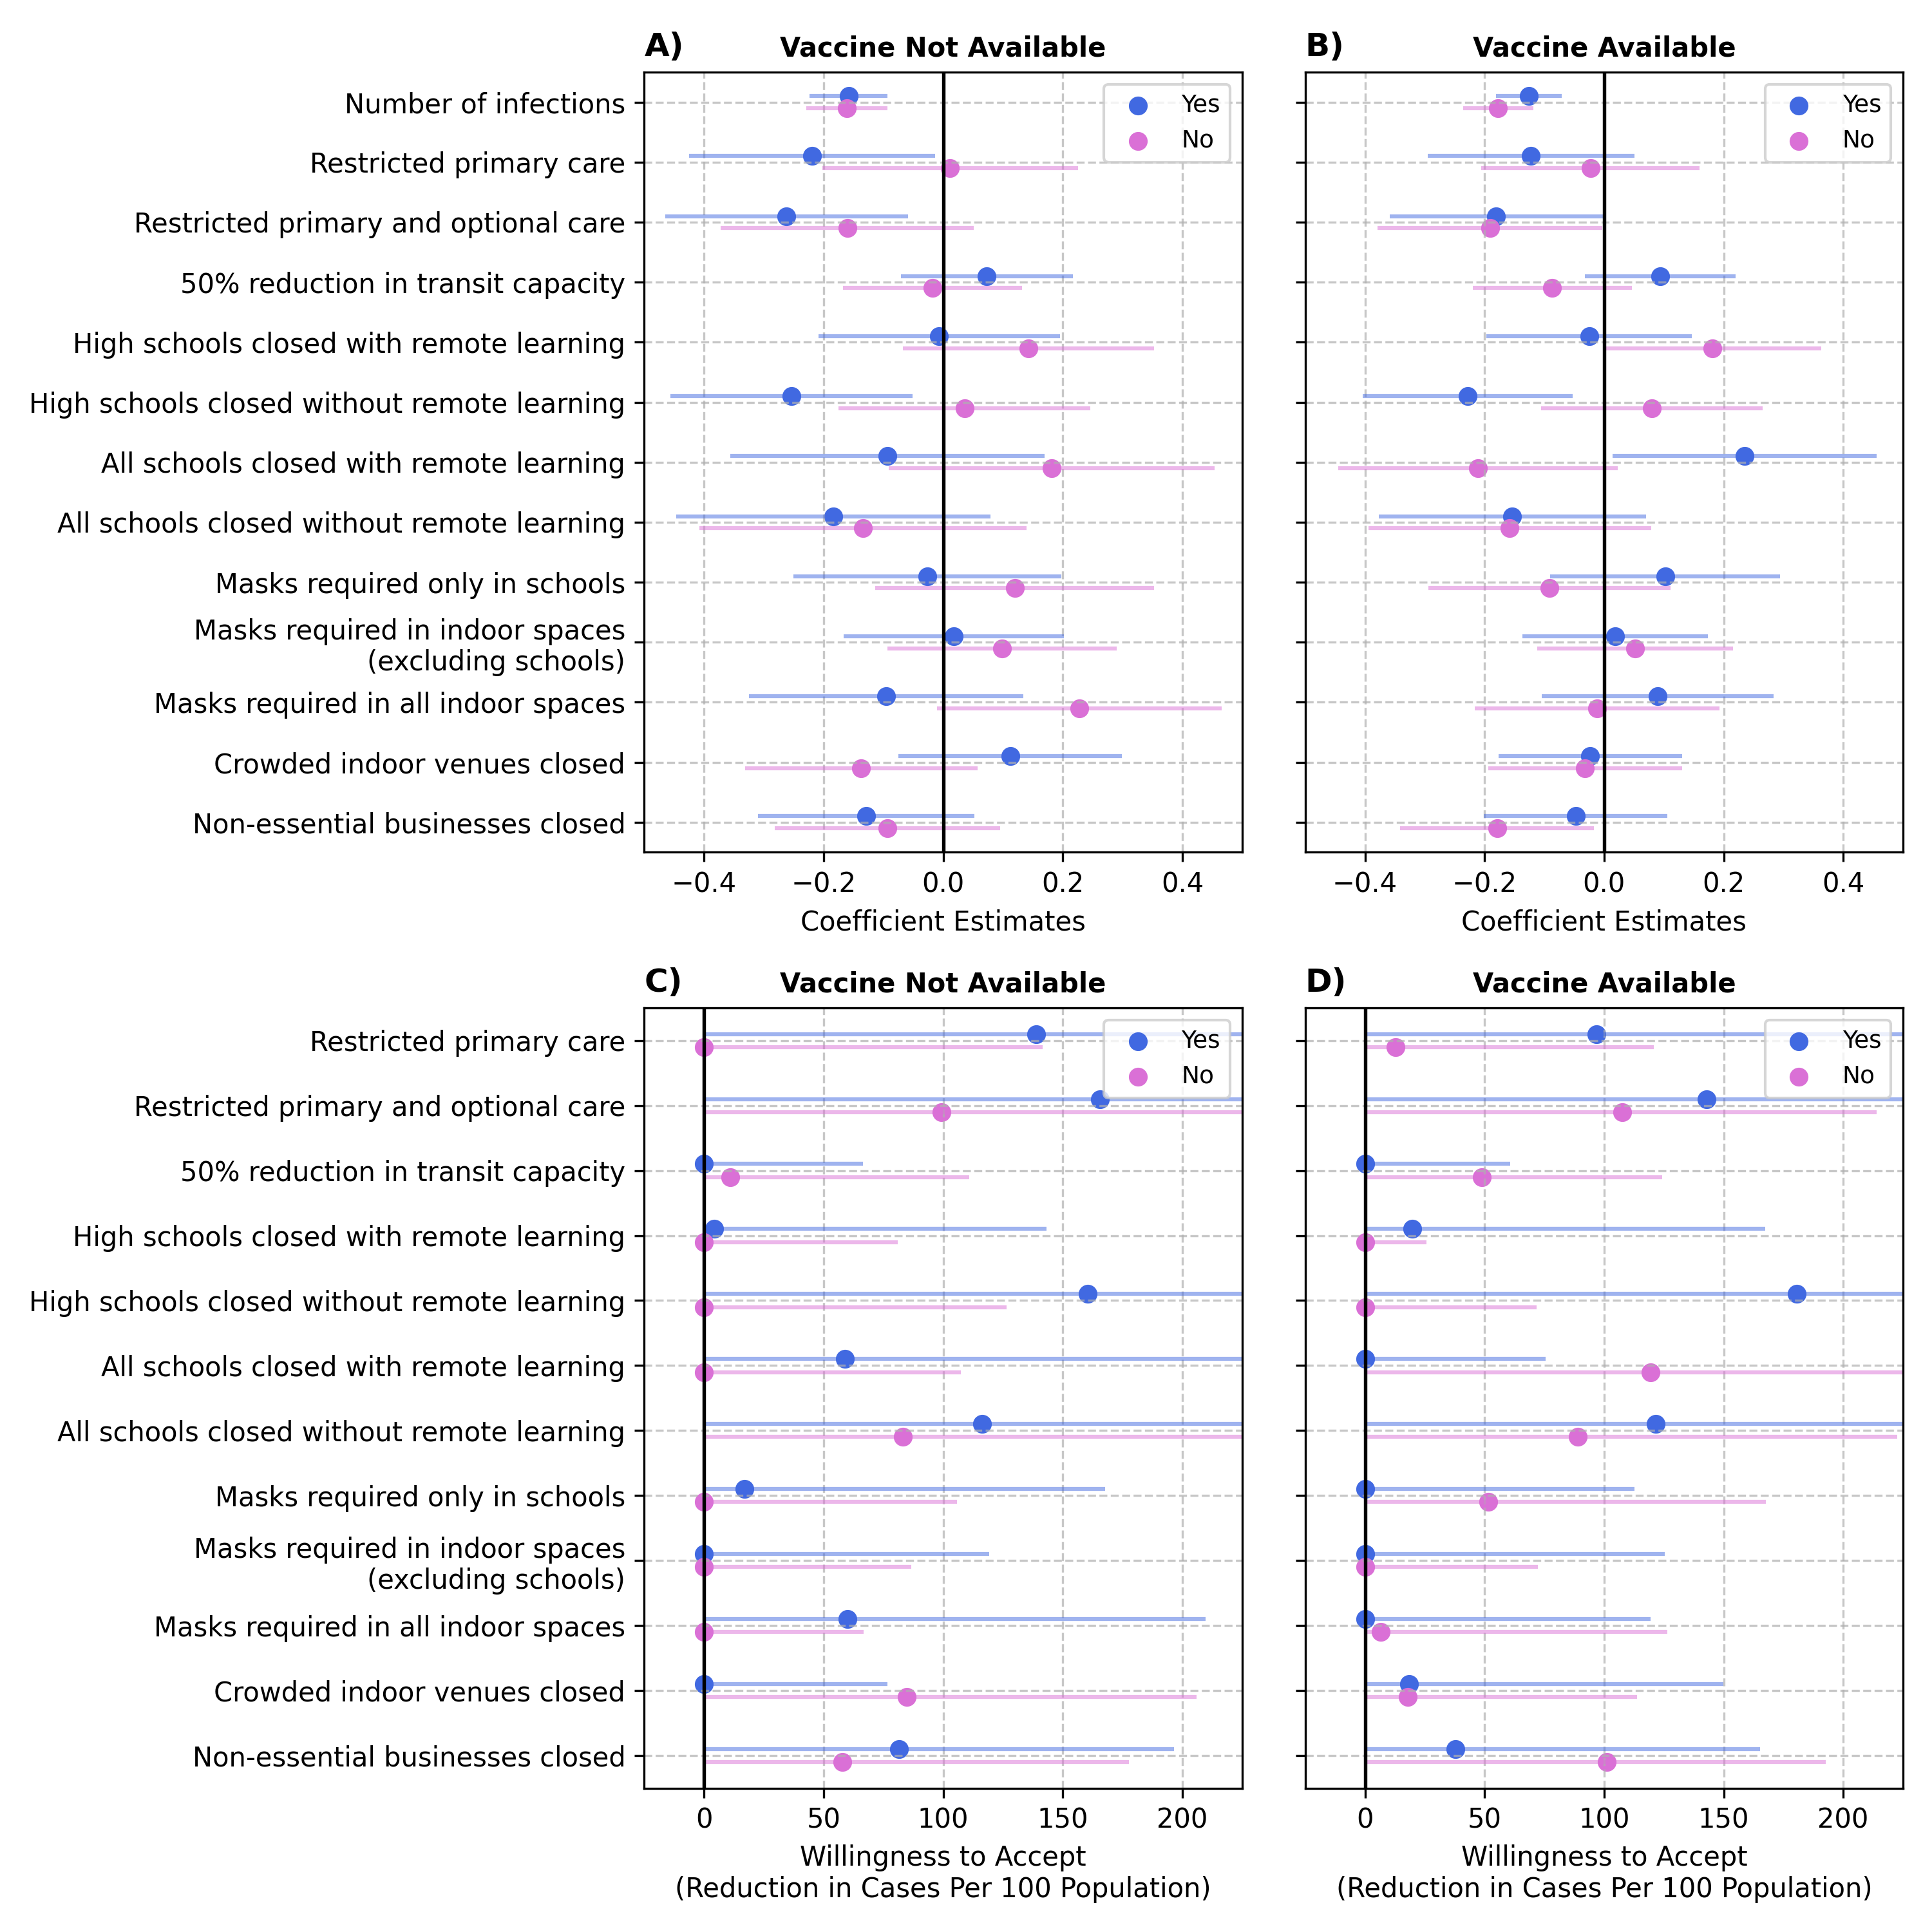 A) Vaccine Not Available
Number of infections
Restricted primary care
Restricted primary and optional care
50% reduction in transit capacity
High schools closed with remote learning
High schools closed without remote learning
All schools closed with remote learning
All schools closed without remote learning
Masks required only in schools
Masks required in indoor spaces
(excluding schools)
Masks required in all indoor spaces
Crowded indoor venues closed
Non-essential businesses closed
Yes
No
−0.4 −0.2 0.0 0.2 0.4
Coefficient Estimates
B) Vaccine Available
Yes
No
−0.4 −0.2 0.0 0.2 0.4
Coefficient Estimates
C) Vaccine Not Available
Restricted primary care
Restricted primary and optional care
50% reduction in transit capacity
High schools closed with remote learning
High schools closed without remote learning
All schools closed with remote learning
All schools closed without remote learning
Masks required only in schools
Masks required in indoor spaces
(excluding schools)
Masks required in all indoor spaces
Crowded indoor venues closed
Non-essential businesses closed
Yes
No
0 50 100 150 200
Willingness to Accept
(Reduction in Cases Per 100 Population)
D) Vaccine Available
Yes
No
0 50 100 150 200
Willingness to Accept
(Reduction in Cases Per 100 Population)